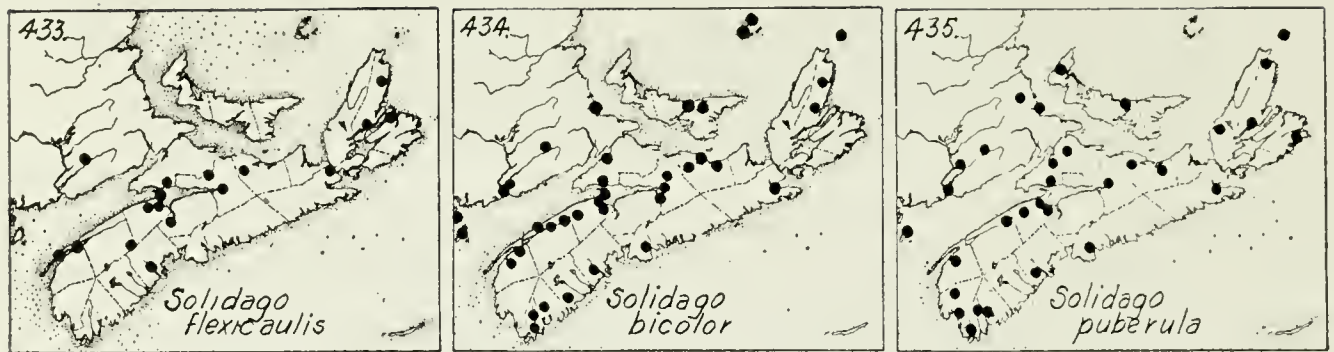 433.
Solidago
flexicaulis
434.
Solidago
bicolor
435.
Solidago
puberula